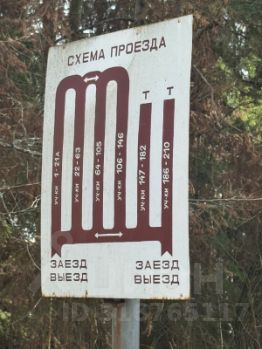 СХЕМА ПРОЕЗДА
Т Т
УЧ-КИ 1-21А
УЧ-КИ 22-63
УЧ-КИ 64-105
УЧ-КИ 106-146
УЧ-КИ 147-182
УЧ-КИ 186-210
ЗАЕЗД ЗАЕЗД
ВЫЕЗД ВЫЕЗД